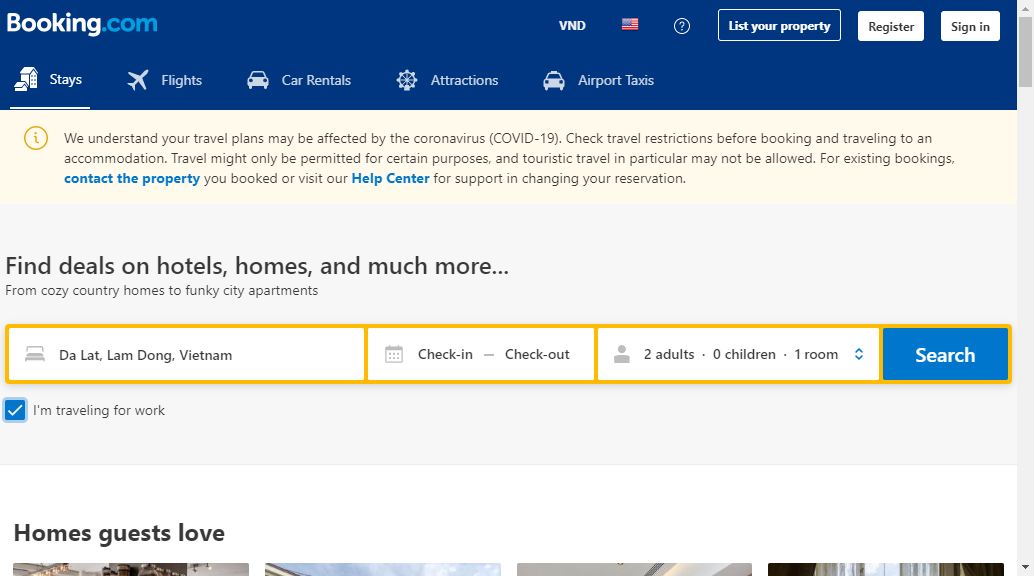 Booking.com
VND
List your property
Register
Sign in
Stays
Flights
Car Rentals
Attractions
Airport Taxis
We understand your travel plans may be affected by the coronavirus (COVID-19). Check travel restrictions before booking and traveling to an
accommodation. Travel might only be permitted for certain purposes, and touristic travel in particular may not be allowed. For existing bookings,
contact the property you booked or visit our Help Center for support in changing your reservation.
Find deals on hotels, homes, and much more...
From cozy country homes to funky city apartments
Da Lat, Lam Dong, Vietnam
Check-in — Check-out
2 adults · 0 children · 1 room
Search
I'm traveling for work
Homes guests love